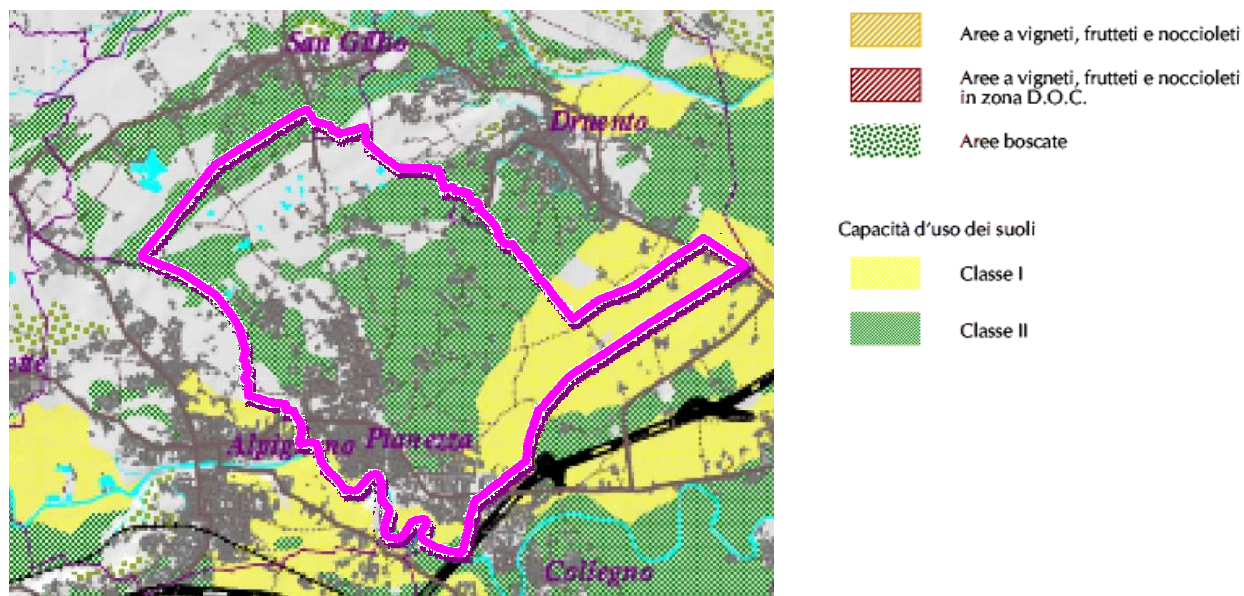 San Gillio
Druento
Alpignano
Pianezza
Collegno
Aree a vigneti, frutteti e noccioleti
Aree a vigneti, frutteti e noccioleti
in zona D.O.C.
Aree boscate
Capacità d'uso dei suoli
Classe I
Classe II